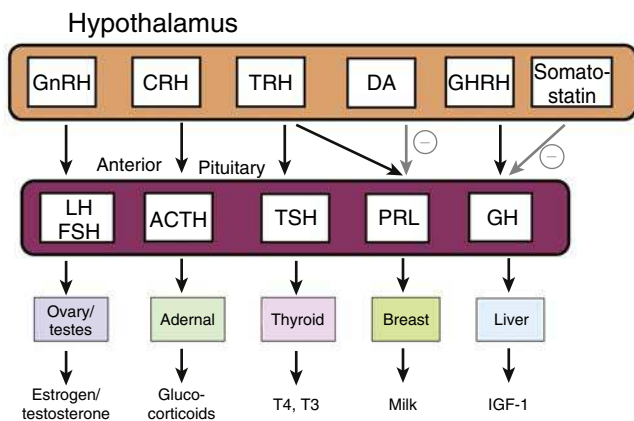 Hypothalamus
GnRH
CRH
TRH
DA
GHRH
Somato-
statin
Anterior Pituitary
LH
FSH
ACTH
TSH
PRL
GH
Ovary/
testes
Adernal
Thyroid
Breast
Liver
Estrogen/
testosterone
Gluco-
corticoids
T4, T3
Milk
IGF-1